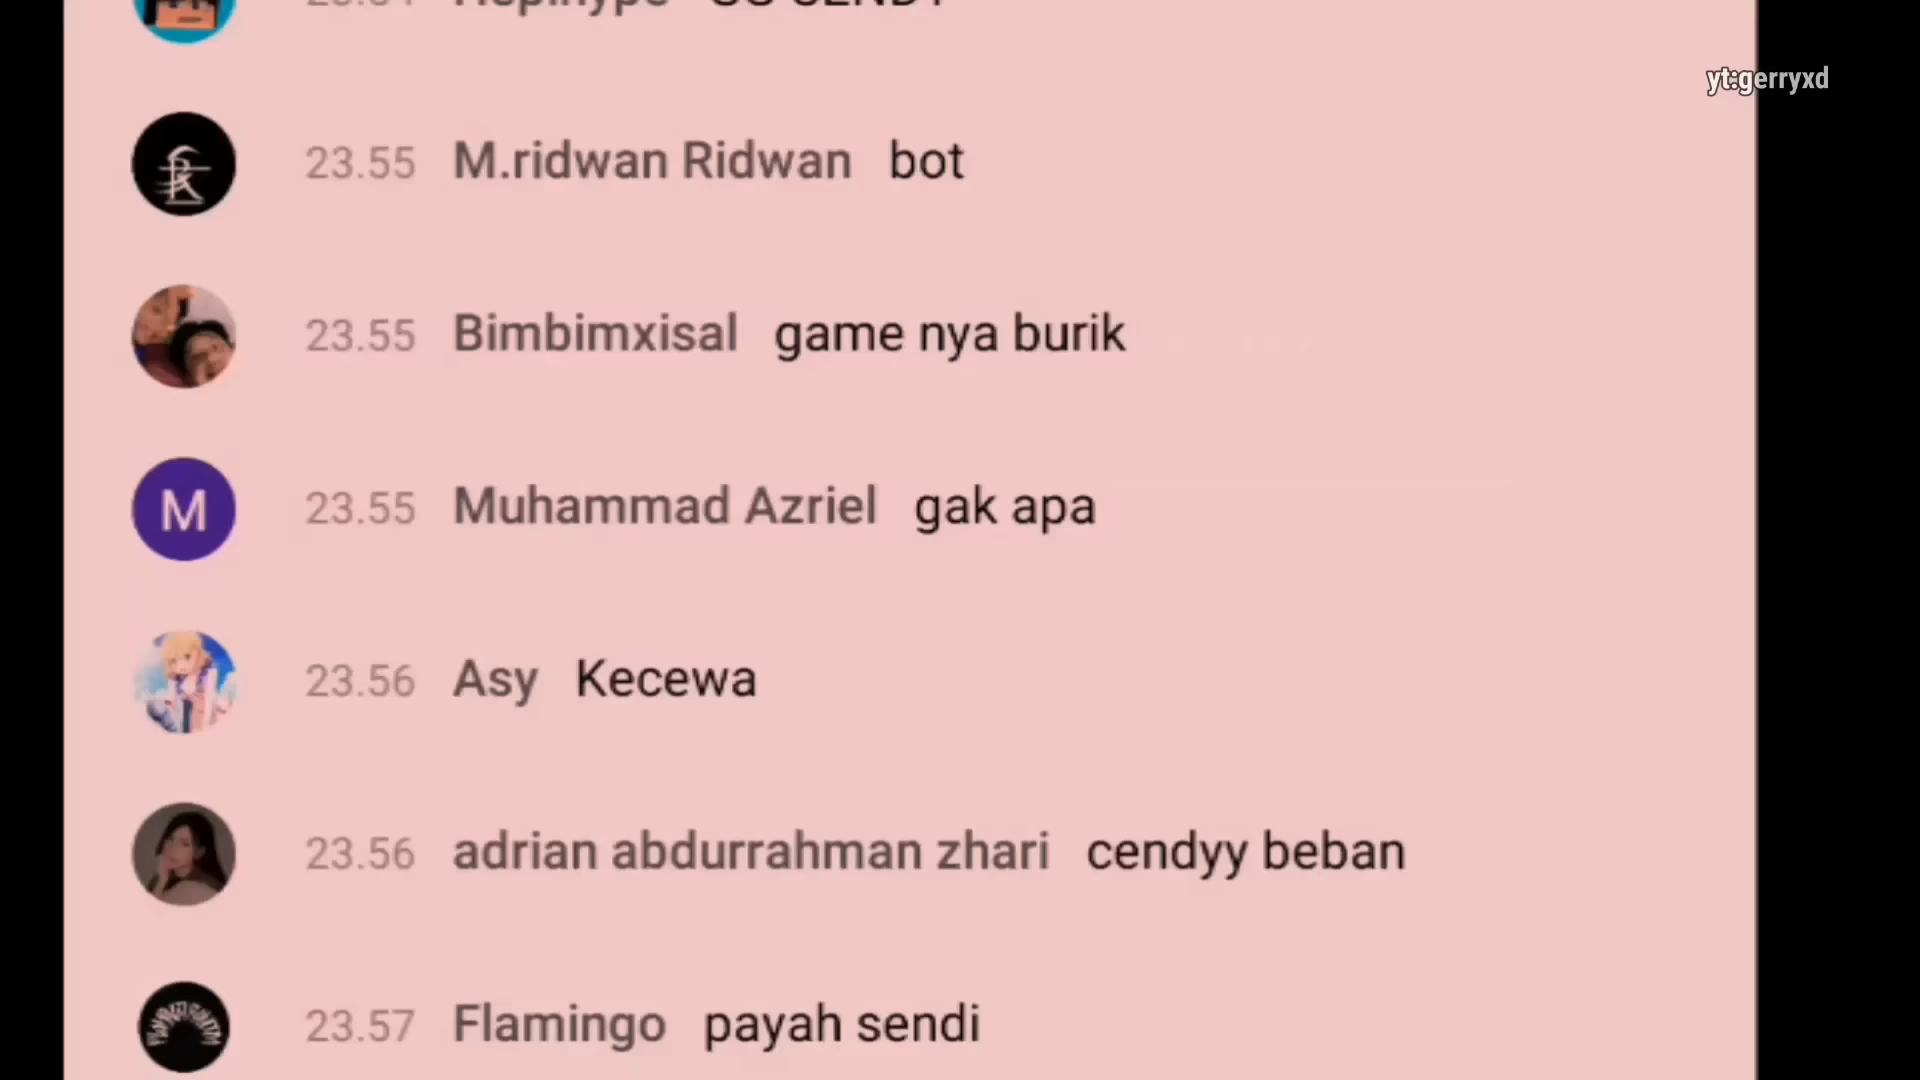 yt:gerryxd
23.55 M.ridwan Ridwan bot
23.55 Bimbimxisal game nya burik
M 23.55 Muhammad Azriel gak apa
23.56 Asy Kecewa
23.56 adrian abdurrahman zhari cendyy beban
23.57 Flamingo payah sendi